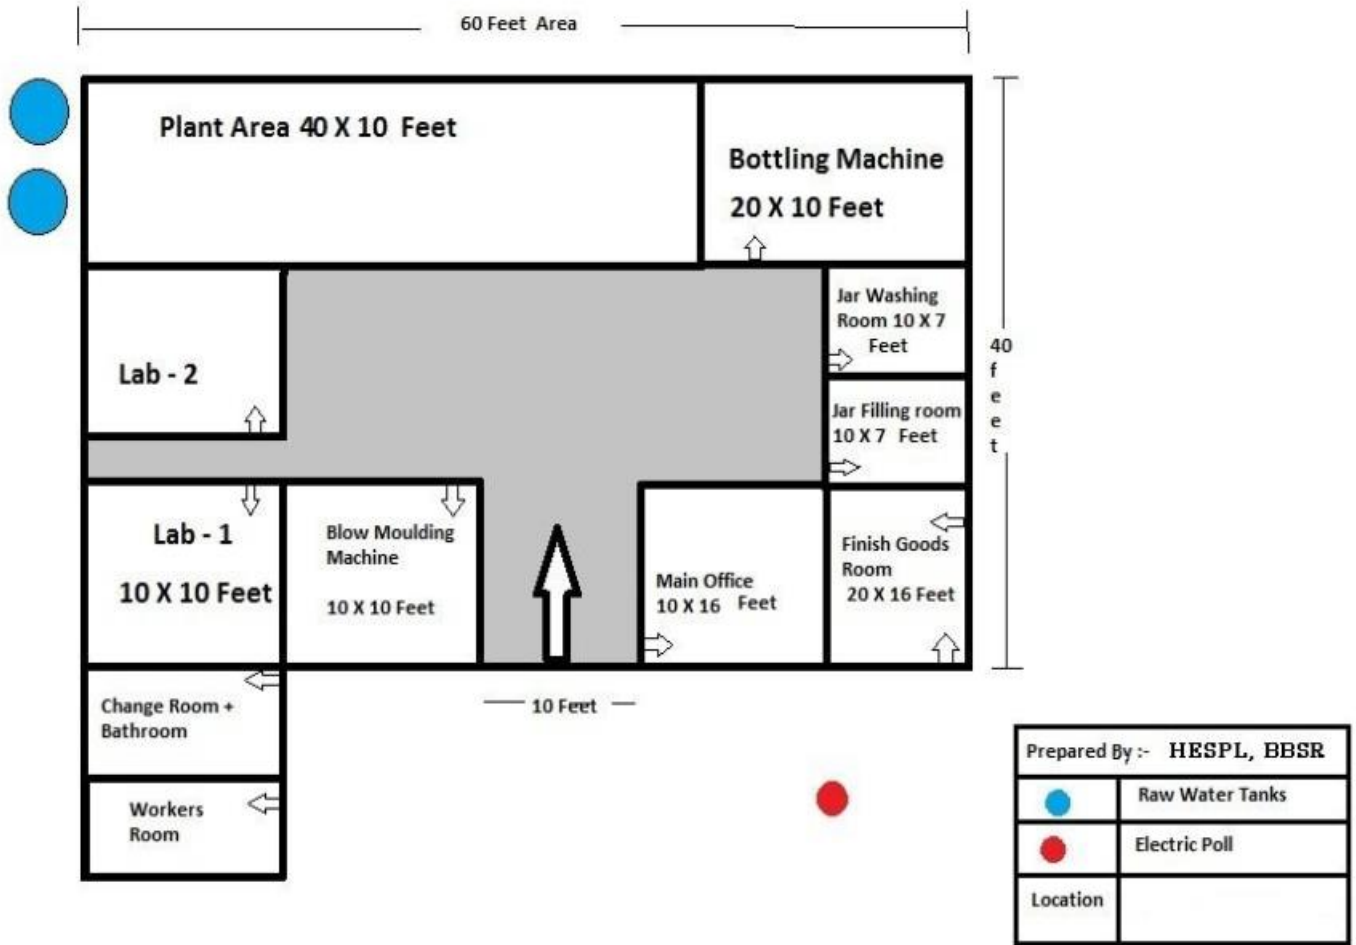 60 Feet Area
Plant Area 40 X 10 Feet
Bottling Machine
20 X 10 Feet
Jar Washing
Room 10 X 7
Feet
40
f
e
e
t
Lab - 2
Jar Filling room
10 X 7 Feet
Lab - 1
10 X 10 Feet
Blow Moulding
Machine
10 X 10 Feet
Main Office
10 X 16 Feet
Finish Goods
Room
20 X 16 Feet
Change Room +
Bathroom
10 Feet
Workers
Room
Prepared By :- HESPL, BBSR
Raw Water Tanks
Electric Poll
Location